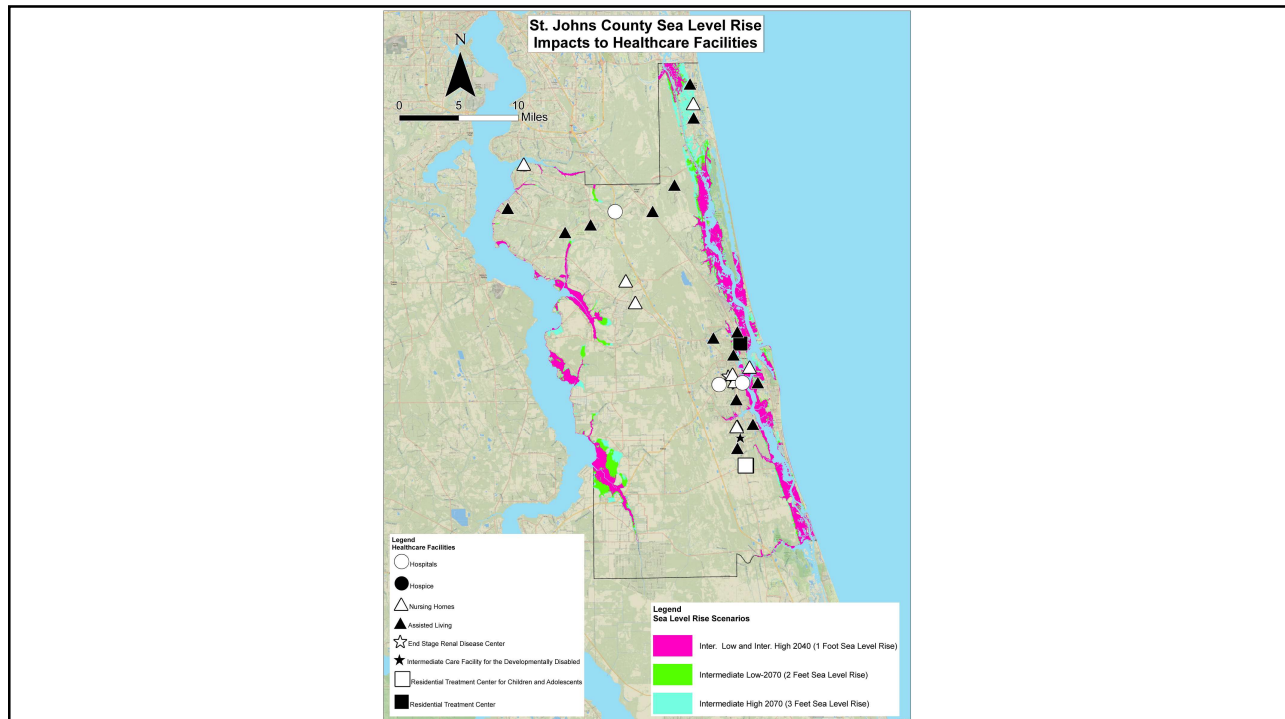 St. Johns County Sea Level Rise
Impacts to Healthcare Facilities
N
0 5 10
Miles
Legend
Healthcare Facilities
Hospitals
Hospice
Nursing Homes
Assisted Living
End Stage Renal Disease Center
Intermediate Care Facility for the Developmentally Disabled
Residential Treatment Center for Children and Adolescents
Residential Treatment Center
Legend
Sea Level Rise Scenarios
Inter. Low and Inter. High 2040 (1 Foot Sea Level Rise)
Intermediate Low-2070 (2 Feet Sea Level Rise)
Intermediate High 2070 (3 Feet Sea Level Rise)